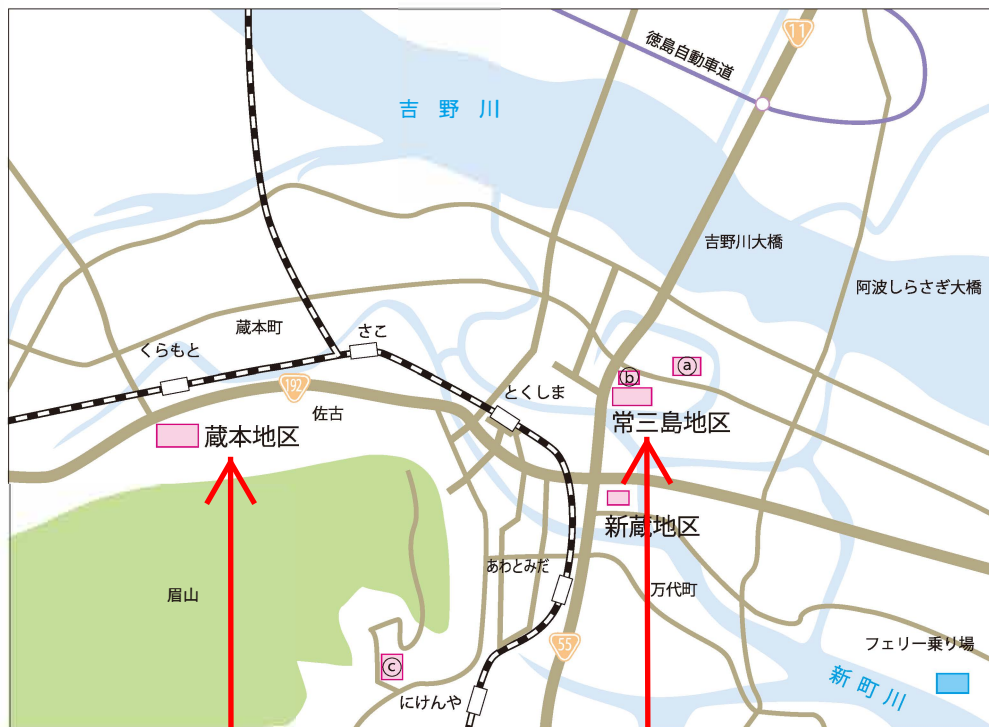 11
徳島自動車道
吉野川
吉野川大橋
阿波しらさぎ大橋
蔵本町
さこ
くらもと
192
佐古
とくしま
ⓐ
ⓑ
常三島地区
蔵本地区
新蔵地区
あわとみだ
万代町
眉山
55
フェリー乗り場
ⓒ
にけんや
新町川